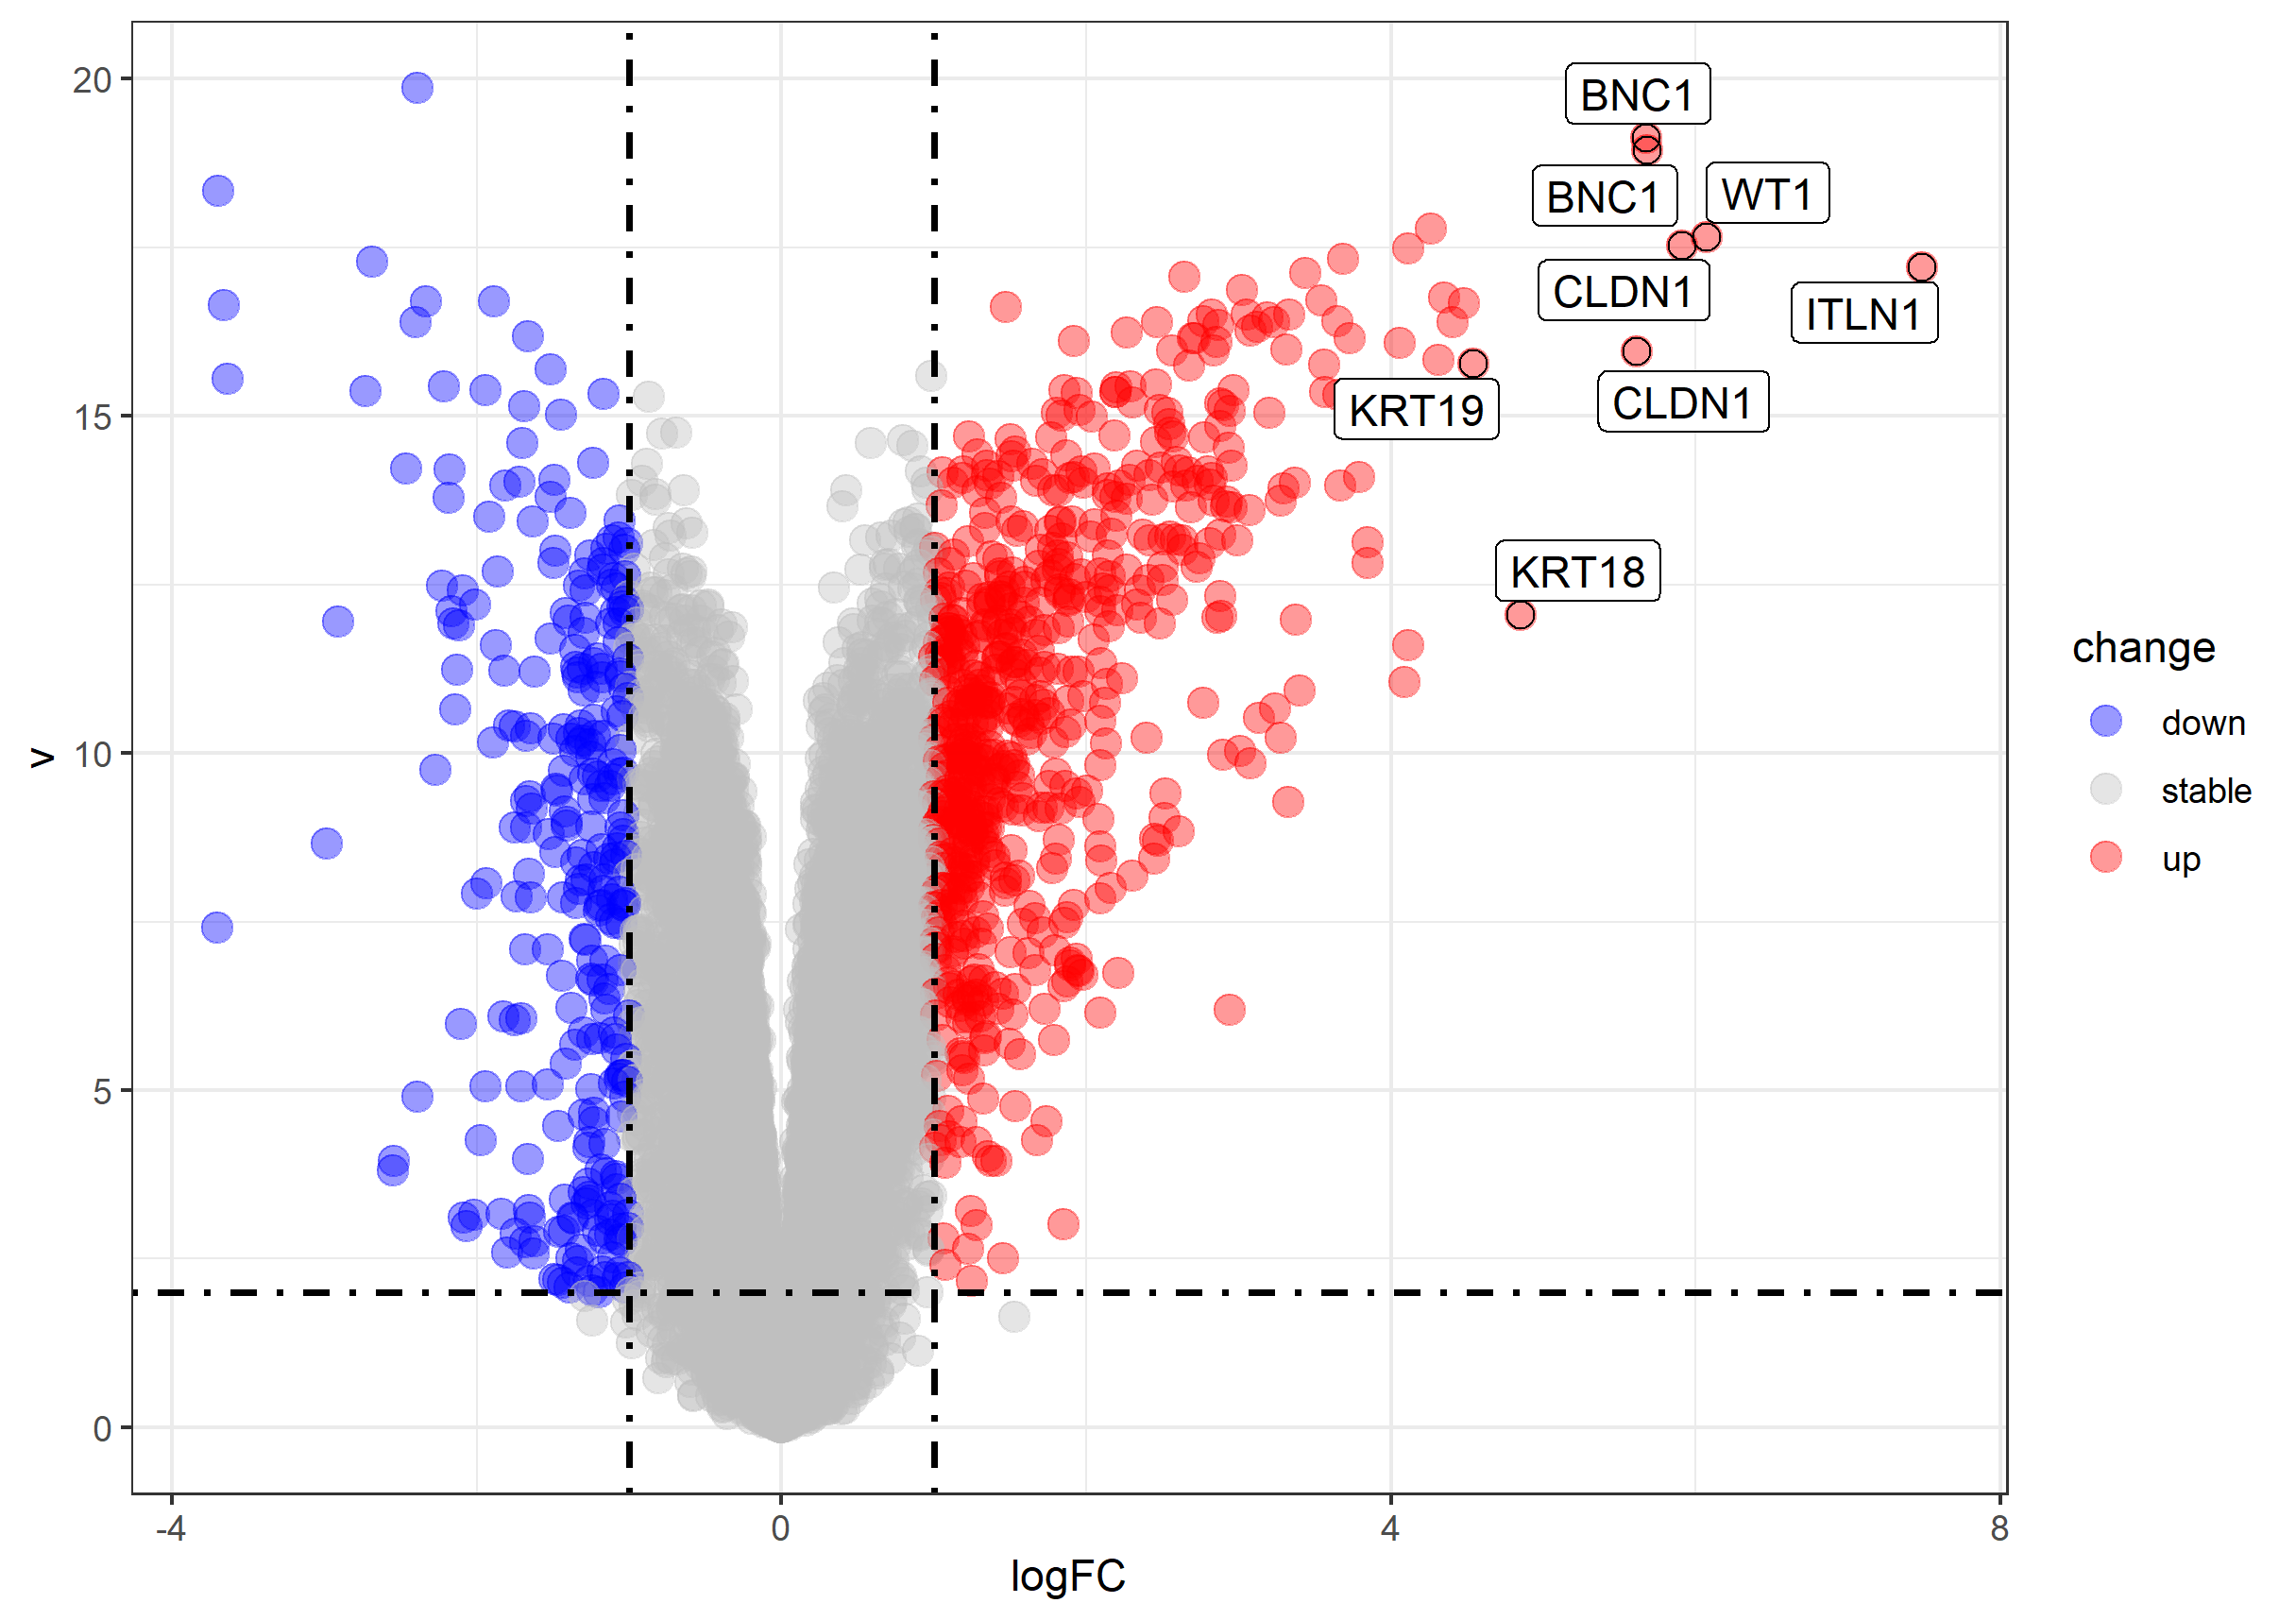 20
15
10
5
0
v
-4
0
4
8
logFC
BNC1
BNC1
WT1
CLDN1
ITLN1
CLDN1
KRT19
KRT18
change
down
stable
up